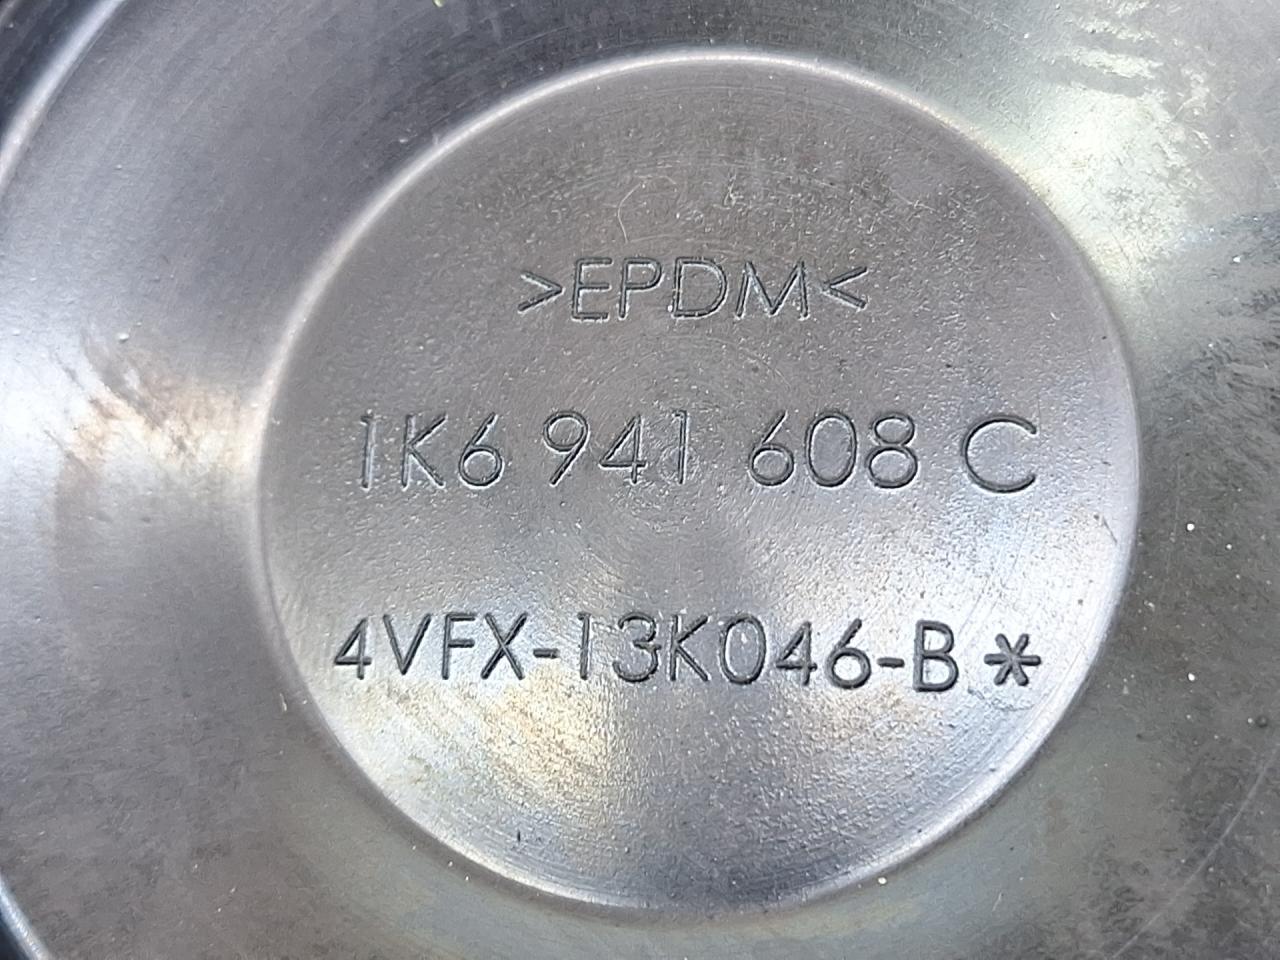 >EPDM<
1K6 941 608 C
4VFX-13K046-B*